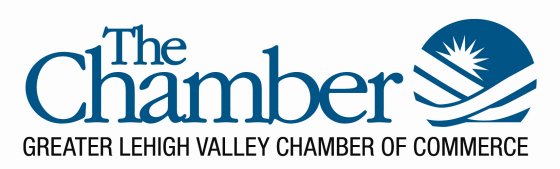 The
Chamber
GREATER LEHIGH VALLEY CHAMBER OF COMMERCE